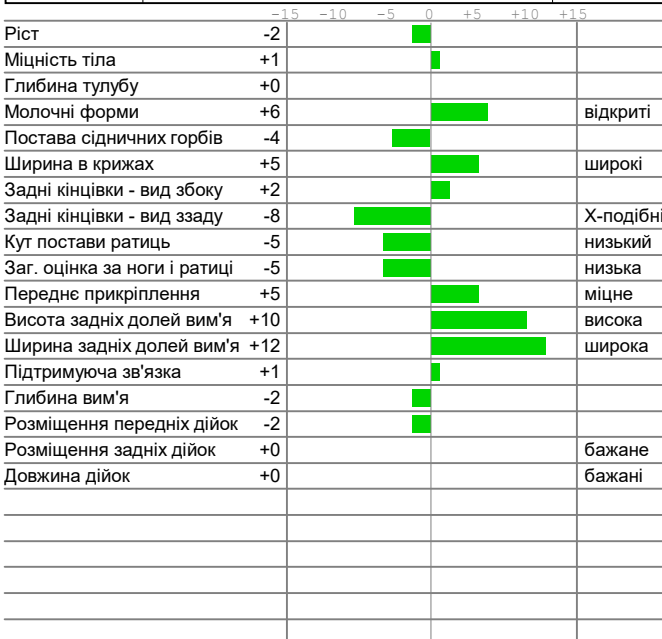 -15 -10 -5 0 +5 +10 +15
Ріст -2
Міцність тіла +1
Глибина тулубу +0
Молочні форми +6 відкриті
Постава сідничних горбів -4
Ширина в крижах +5 широкі
Задні кінцівки - вид збоку +2
Задні кінцівки - вид ззаду -8 Х-подібні
Кут постави ратиць -5 низький
Заг. оцінка за ноги і ратиці -5 низька
Переднє прикріплення +5 міцне
Висота задніх долей вим'я +10 висока
Ширина задніх долей вим'я +12 широка
Підтримуюча зв'язка +1
Глибина вим'я -2
Розміщення передніх дійок -2
Розміщення задніх дійок +0 бажане
Довжина дійок +0 бажані